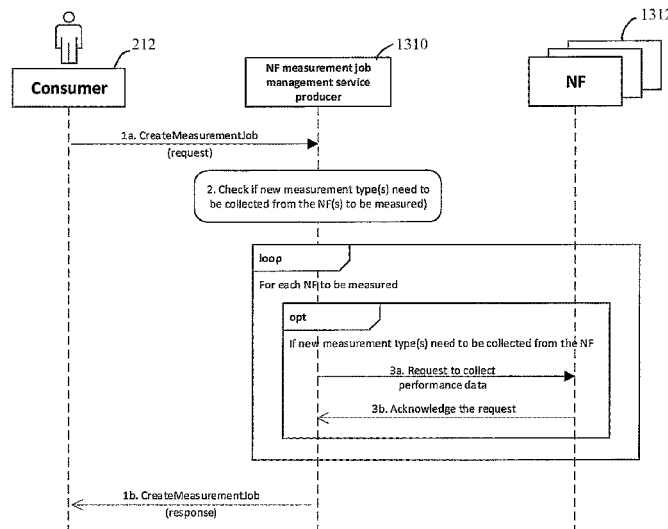 212
1310
1312
Consumer
NF measurement job
management service
producer
NF
1a. CreateMeasurementJob
(request)
2. Check if new measurement type(s) need to
be collected from the NF(s) to be measured)
loop
For each NF to be measured
opt
If new measurement type(s) need to be collected from the NF
3a. Request to collect
performance data
3b. Acknowledge the request
1b. CreateMeasurementJob
(response)